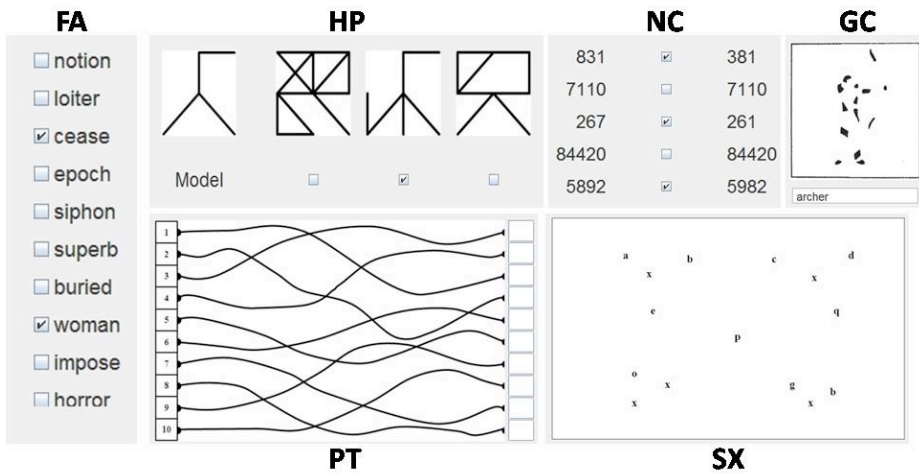 FA
HP
NC
GC
notion
loiter
cease
epoch
siphon
superb
buried
woman
impose
horror
Model
831 381
7110 7110
267 261
84420 84420
5892 5982
archer
1
2
3
4
5
6
7
8
9
10
a b c d
x x
e q
p
o x g b
x x
PT
SX